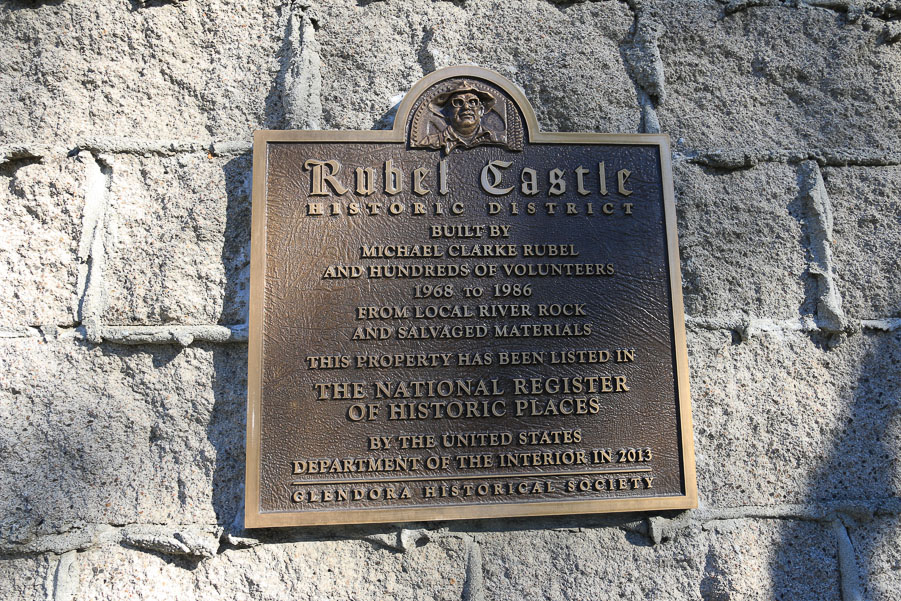 Rubel Castle
HISTORIC DISTRICT
BUILT BY
MICHAEL CLARKE RUBEL
AND HUNDREDS OF VOLUNTEERS
1968 to 1986
FROM LOCAL RIVER ROCK
AND SALVAGED MATERIALS
THIS PROPERTY HAS BEEN LISTED IN
THE NATIONAL REGISTER
OF HISTORIC PLACES
BY THE UNITED STATES
DEPARTMENT OF THE INTERIOR IN 2013
GLENDORA HISTORICAL SOCIETY